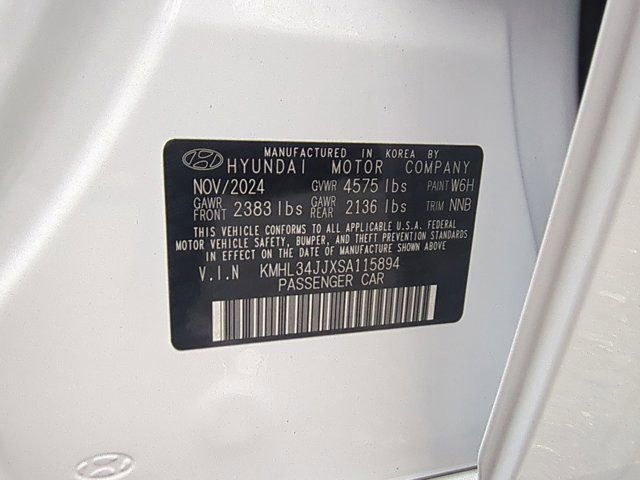 MANUFACTURED IN KOREA BY
HYUNDAI MOTOR COMPANY
NOV/2024 GVWR 4575 lbs PAINT W6H
GAWR FRONT 2383 lbs GAWR REAR 2136 lbs TRIM NNB
THIS VEHICLE CONFORMS TO ALL APPLICABLE U.S.A. FEDERAL
MOTOR VEHICLE SAFETY, BUMPER, AND THEFT PREVENTION STANDARDS
IN EFFECT ON THE DATE OF MANUFACTURE SHOWN ABOVE.
V.I.N KMHL34JJXSA115894
PASSENGER CAR